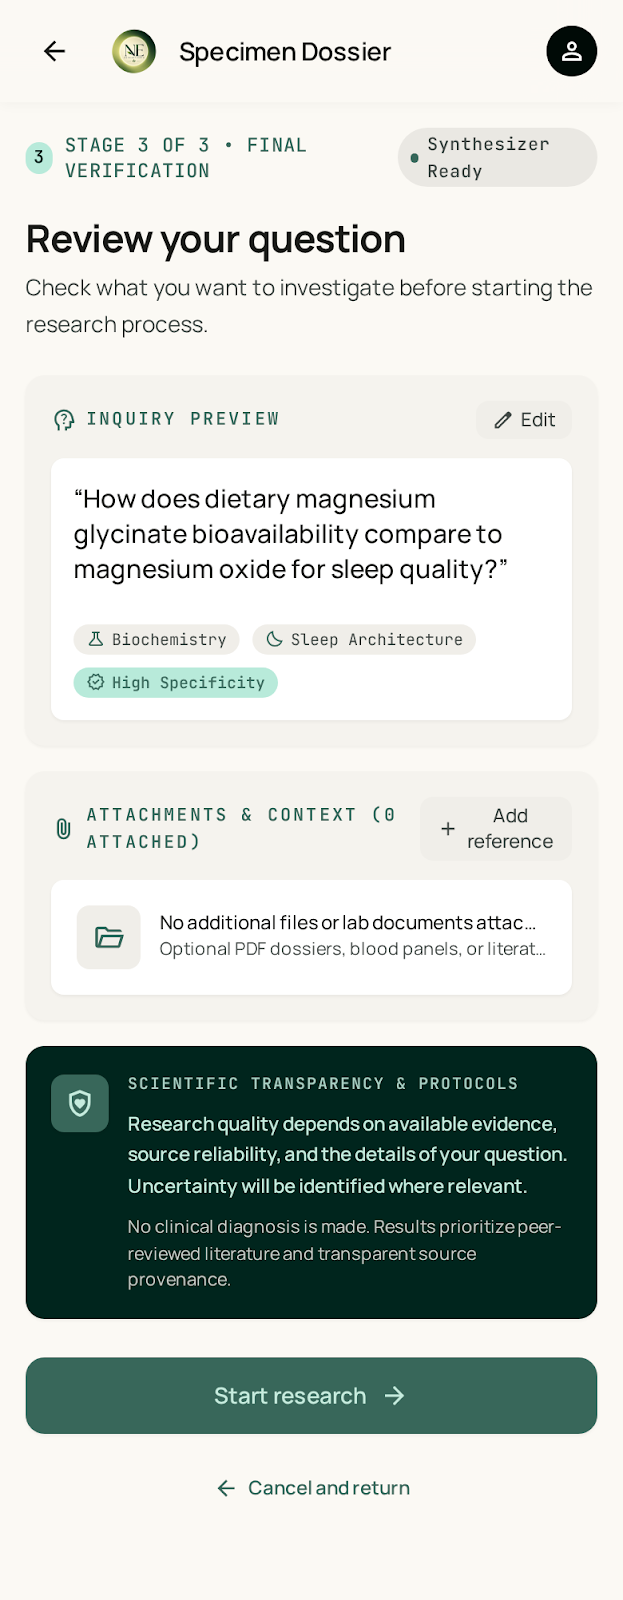 Specimen Dossier
3
STAGE 3 OF 3 • FINAL
VERIFICATION
Synthesizer
Ready
Review your question
Check what you want to investigate before starting the
research process.
INQUIRY PREVIEW
Edit
“How does dietary magnesium
glycinate bioavailability compare to
magnesium oxide for sleep quality?”
Biochemistry
Sleep Architecture
High Specificity
ATTACHMENTS & CONTEXT (0
ATTACHED)
Add
reference
No additional files or lab documents attac...
Optional PDF dossiers, blood panels, or literat...
SCIENTIFIC TRANSPARENCY & PROTOCOLS
Research quality depends on available evidence,
source reliability, and the details of your question.
Uncertainty will be identified where relevant.
No clinical diagnosis is made. Results prioritize peer-
reviewed literature and transparent source
provenance.
Start research
Cancel and return